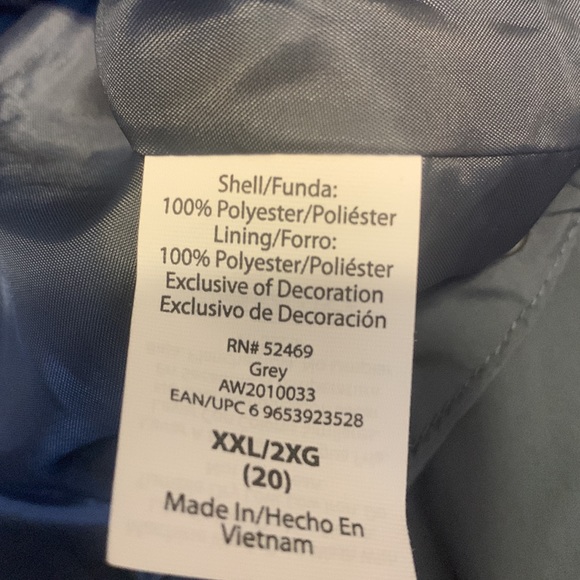 Shell/Funda:
100% Polyester/Poliéster
Lining/Forro:
100% Polyester/Poliéster
Exclusive of Decoration
Exclusivo de Decoración
RN# 52469
Grey
AW2010033
EAN/UPC 6 9653923528
XXL/2XG
(20)
Made In/Hecho En
Vietnam